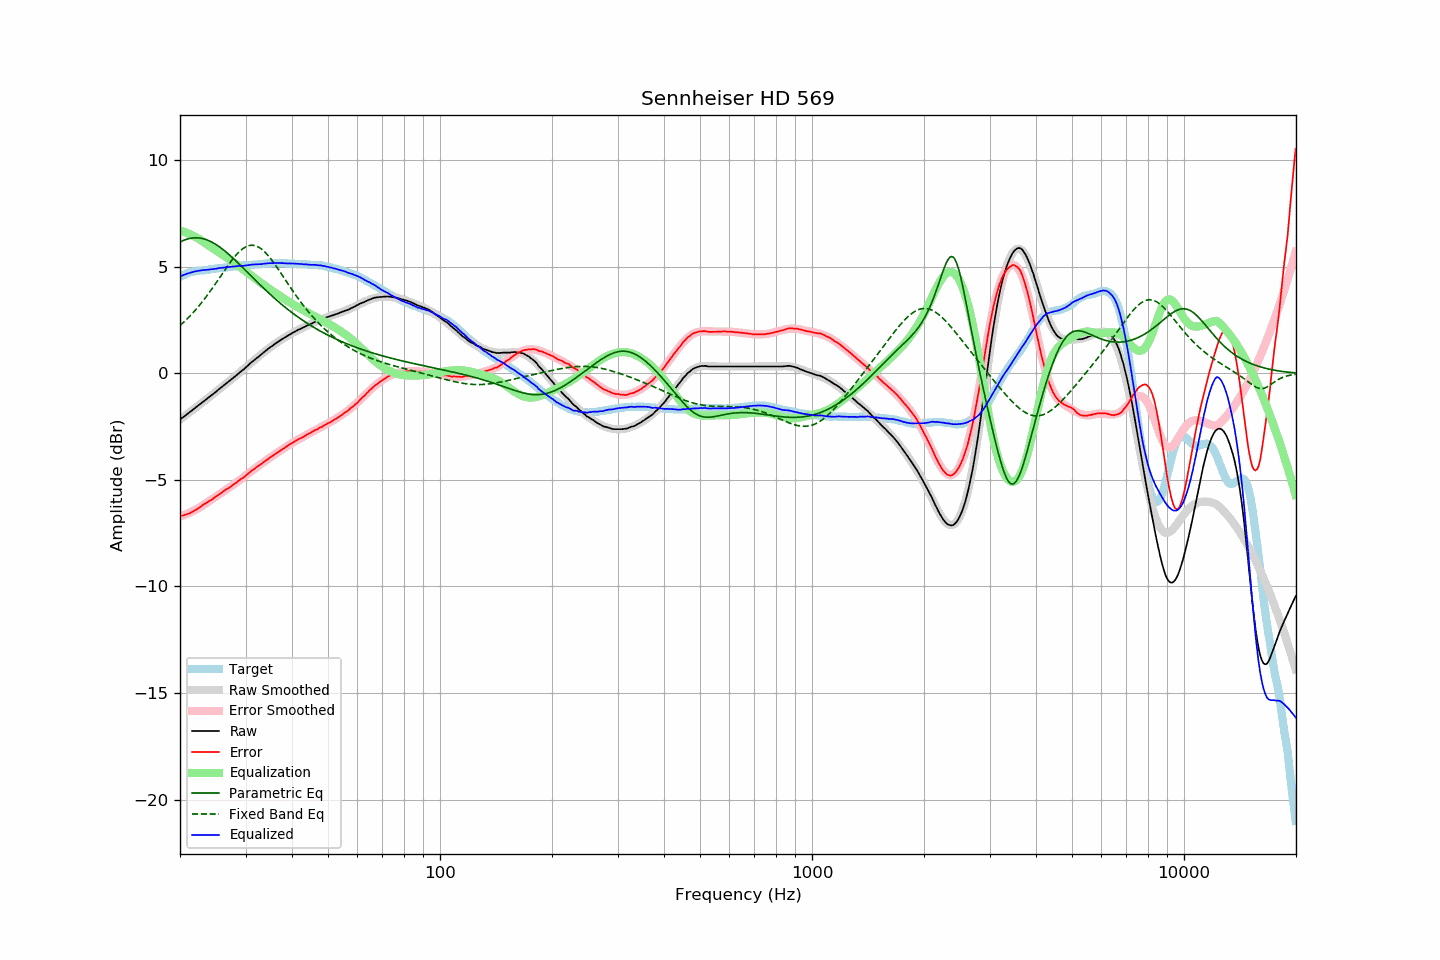 Sennheiser HD 569
10
5
0
−5
−10
−15
−20
Amplitude (dBr)
Target
Raw Smoothed
Error Smoothed
Raw
Error
Equalization
Parametric Eq
Fixed Band Eq
Equalized
100
1000
10000
Frequency (Hz)